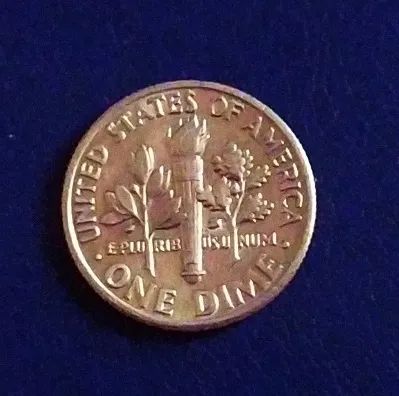 UNITED STATES OF AMERICA
E PLURIBUS UNUM
· ONE DIME ·